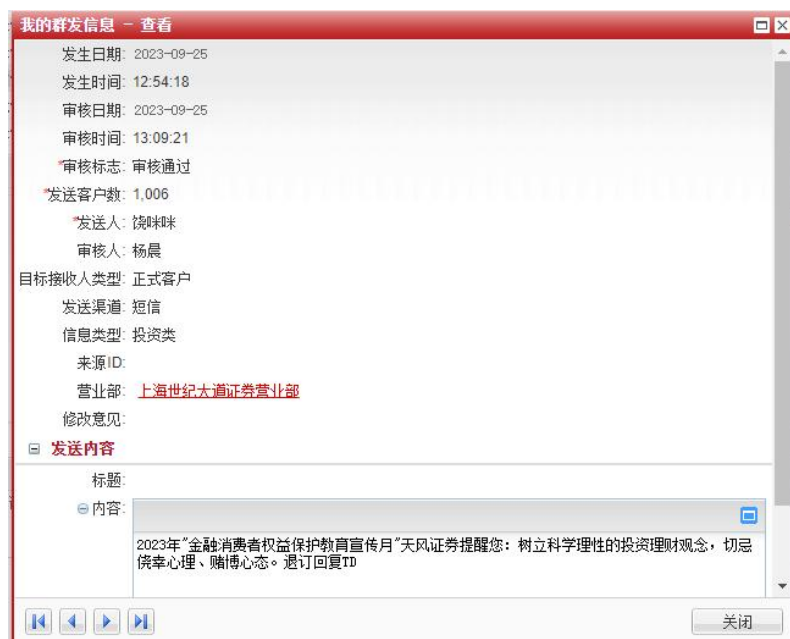 我的群发信息 - 查看
发生日期: 2023-09-25
发生时间: 12:54:18
审核日期: 2023-09-25
审核时间: 13:09:21
*审核标志: 审核通过
*发送客户数: 1,006
*发送人: 饶咪咪
审核人: 杨晨
目标接收人类型: 正式客户
发送渠道: 短信
信息类型: 投资类
来源ID:
营业部: 上海世纪大道证券营业部
修改意见:
发送内容
标题:
内容:
2023年"金融消费者权益保护教育宣传月"天风证券提醒您: 树立科学理性的投资理财观念, 切忌
侥幸心理、赌博心态。退订回复TD
关闭